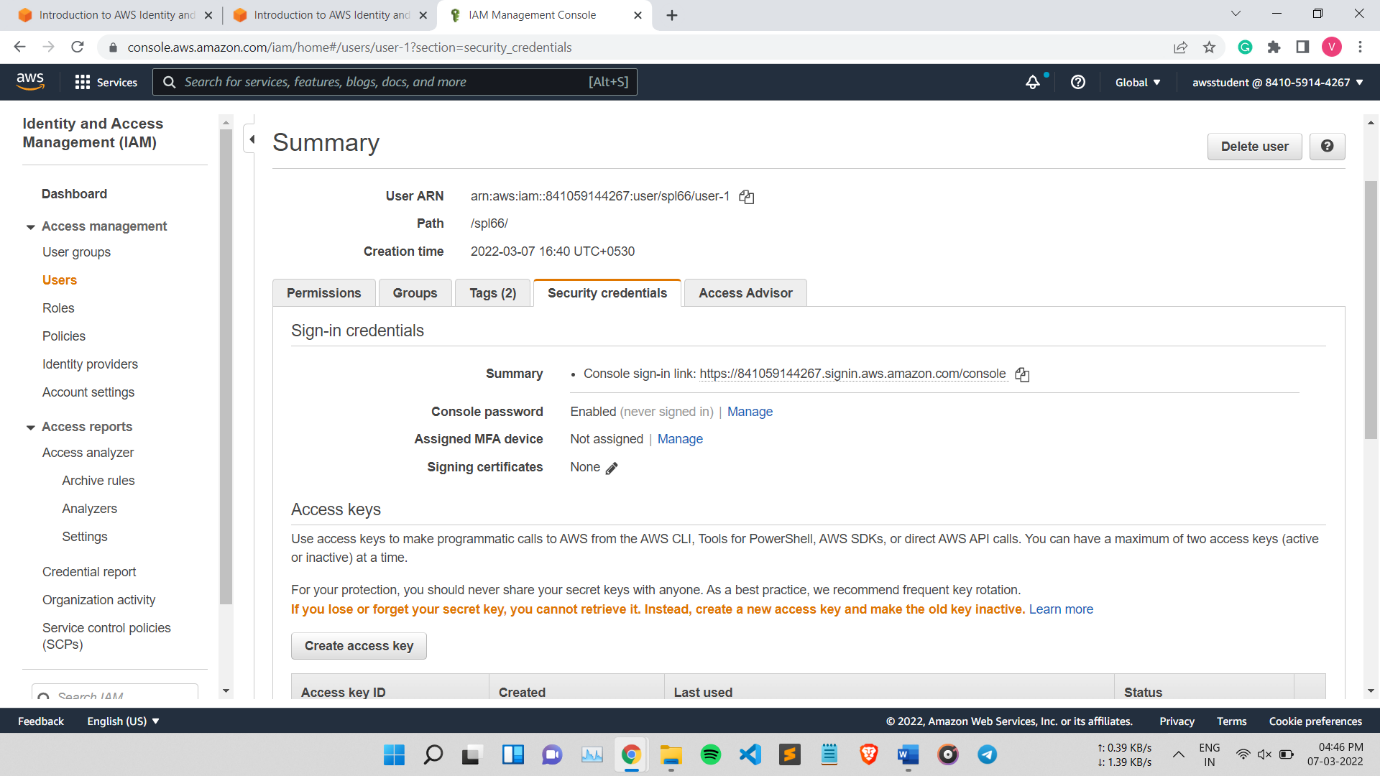 Introduction to AWS Identity and
Introduction to AWS Identity and
IAM Management Console
console.aws.amazon.com/iam/home#/users/user-1?section=security_credentials
V
aws
Services
Search for services, features, blogs, docs, and more
[Alt+S]
Global
awsstudent @ 8410-5914-4267
Identity and Access
Management (IAM)
Dashboard
Access management
User groups
Users
Roles
Policies
Identity providers
Account settings
Access reports
Access analyzer
Archive rules
Analyzers
Settings
Credential report
Organization activity
Service control policies
(SCPs)
Search IAM
Summary
Delete user
User ARN arn:aws:iam::841059144267:user/spl66/user-1
Path /spl66/
Creation time 2022-03-07 16:40 UTC+0530
Permissions Groups Tags (2) Security credentials Access Advisor
Sign-in credentials
Summary • Console sign-in link: https://841059144267.signin.aws.amazon.com/console
Console password Enabled (never signed in) | Manage
Assigned MFA device Not assigned | Manage
Signing certificates None
Access keys
Use access keys to make programmatic calls to AWS from the AWS CLI, Tools for PowerShell, AWS SDKs, or direct AWS API calls. You can have a maximum of two access keys (active
or inactive) at a time.
For your protection, you should never share your secret keys with anyone. As a best practice, we recommend frequent key rotation.
If you lose or forget your secret key, you cannot retrieve it. Instead, create a new access key and make the old key inactive. Learn more
Create access key
Access key ID Created Last used Status
Feedback English (US) © 2022, Amazon Web Services, Inc. or its affiliates. Privacy Terms Cookie preferences
↑: 0.39 KB/s
↓: 1.39 KB/s
ENG
IN
04:46 PM
07-03-2022